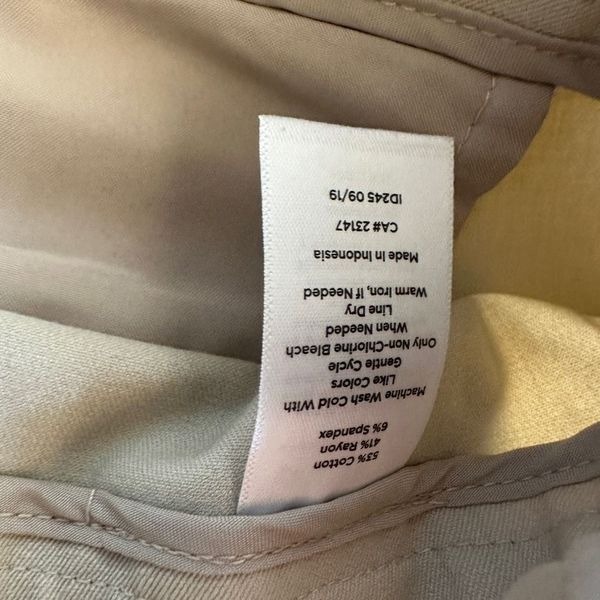 53% Cotton
41% Rayon
6% Spandex
Machine Wash Cold With
Like Colors
Gentle Cycle
Only Non-Chlorine Bleach
When Needed
Line Dry
Warm Iron, If Needed
Made in Indonesia
CA# 23147
ID245 09/19